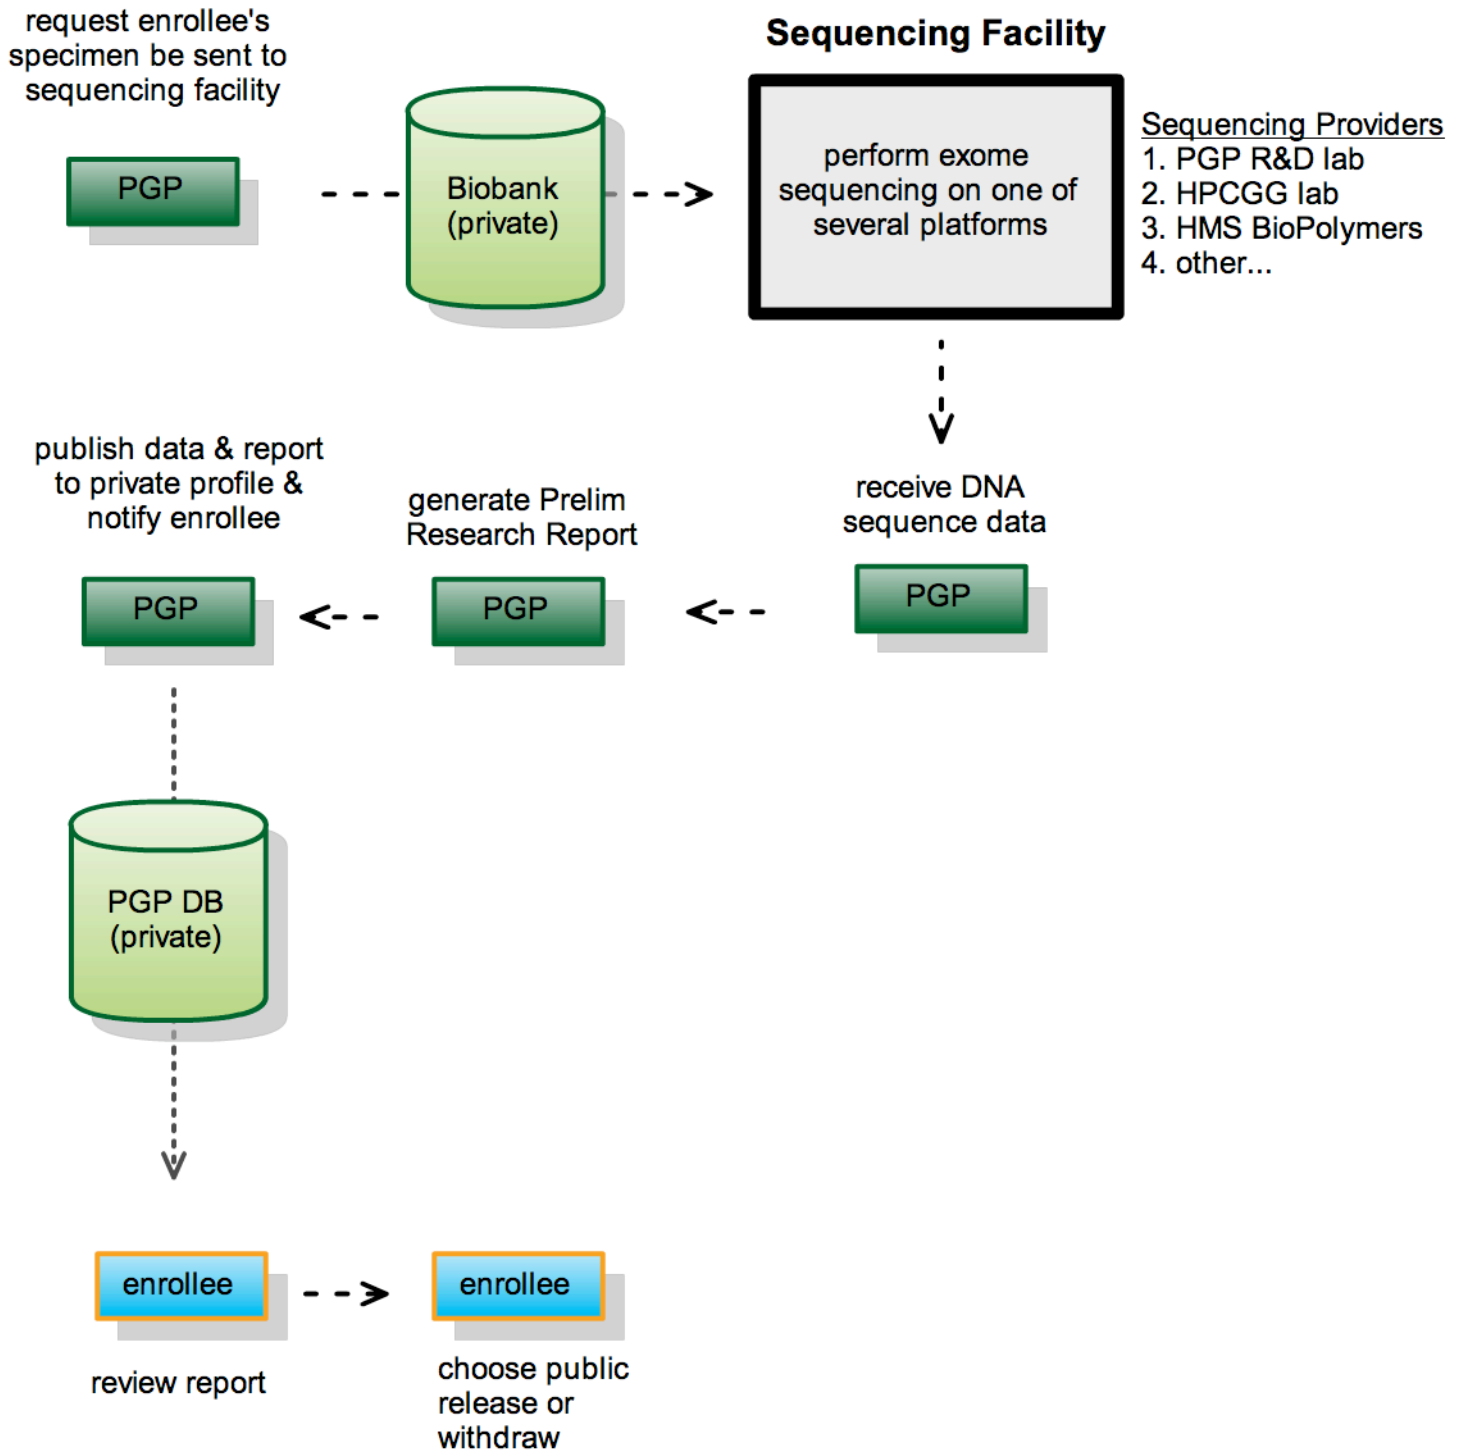 request enrollee's
specimen be sent to
sequencing facility
PGP
Biobank
(private)
Sequencing Facility
perform exome
sequencing on one of
several platforms
Sequencing Providers
1. PGP R&D lab
2. HPCGG lab
3. HMS BioPolymers
4. other...
receive DNA
sequence data
PGP
generate Prelim
Research Report
PGP
publish data & report
to private profile &
notify enrollee
PGP
PGP DB
(private)
enrollee
review report
enrollee
choose public
release or
withdraw